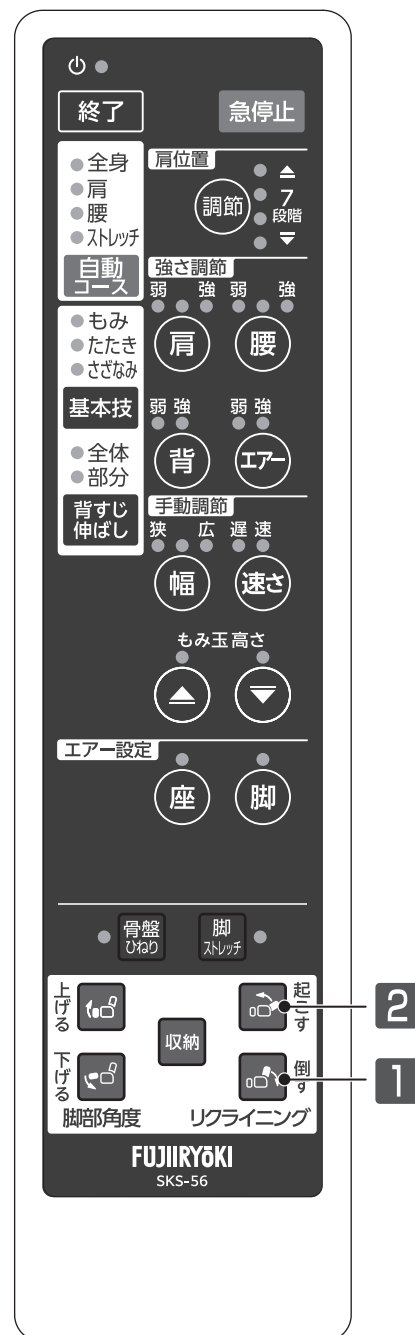 終了
急停止
全身
肩
腰
ストレッチ
自動
コース
肩位置
調節
7
段階
強さ調節
弱 強 弱 強
肩 腰
もみ
たたき
さざなみ
基本技
弱 強 弱 強
背 エアー
全体
部分
背すじ
伸ばし
手動調節
狭 広 遅 速
幅 速さ
もみ玉高さ
エアー設定
座 脚
骨盤
ひねり
脚
ストレッチ
上げる
起こす
2
収納
下げる
倒す
1
脚部角度 リクライニング
FUJIIRYōKI
SKS-56